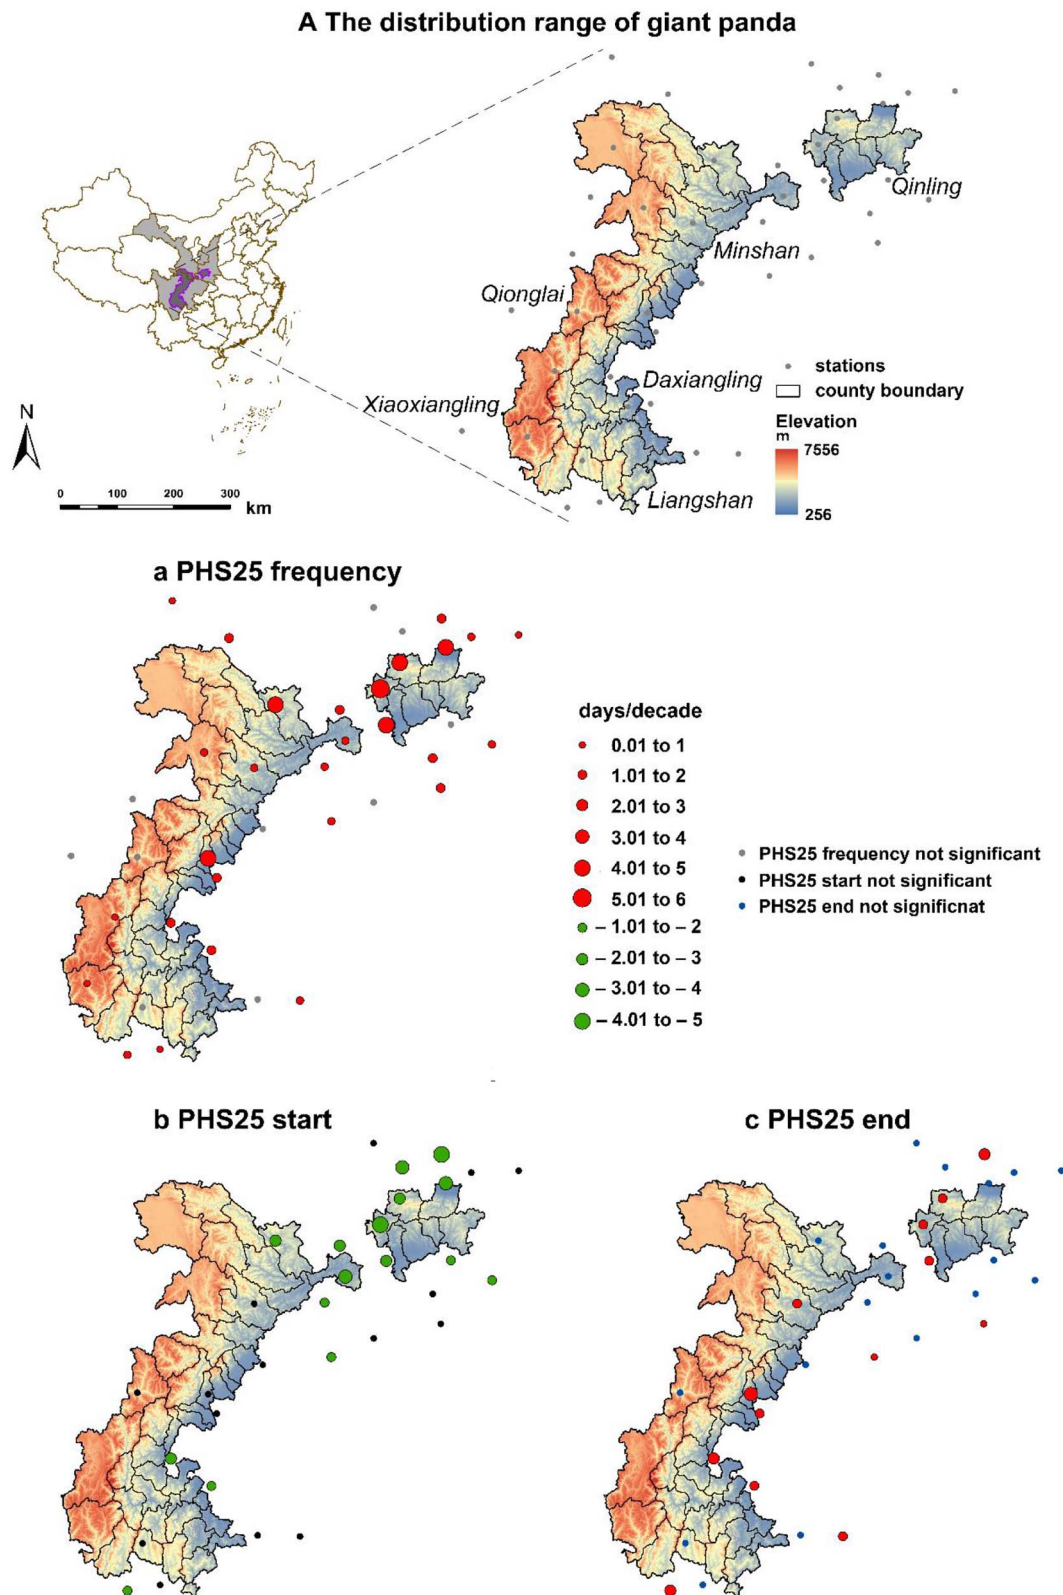 A The distribution range of giant panda
Qinling
Minshan
Qionglai
stations
county boundary
Daxiangling
Xiaoxiangling
Elevation
m
7556
256
Liangshan
N
0 100 200 300
km
a PHS25 frequency
days/decade
0.01 to 1
1.01 to 2
2.01 to 3
3.01 to 4
4.01 to 5
5.01 to 6
– 1.01 to – 2
– 2.01 to – 3
– 3.01 to – 4
– 4.01 to – 5
PHS25 frequency not significant
PHS25 start not significant
PHS25 end not significnat
b PHS25 start
c PHS25 end